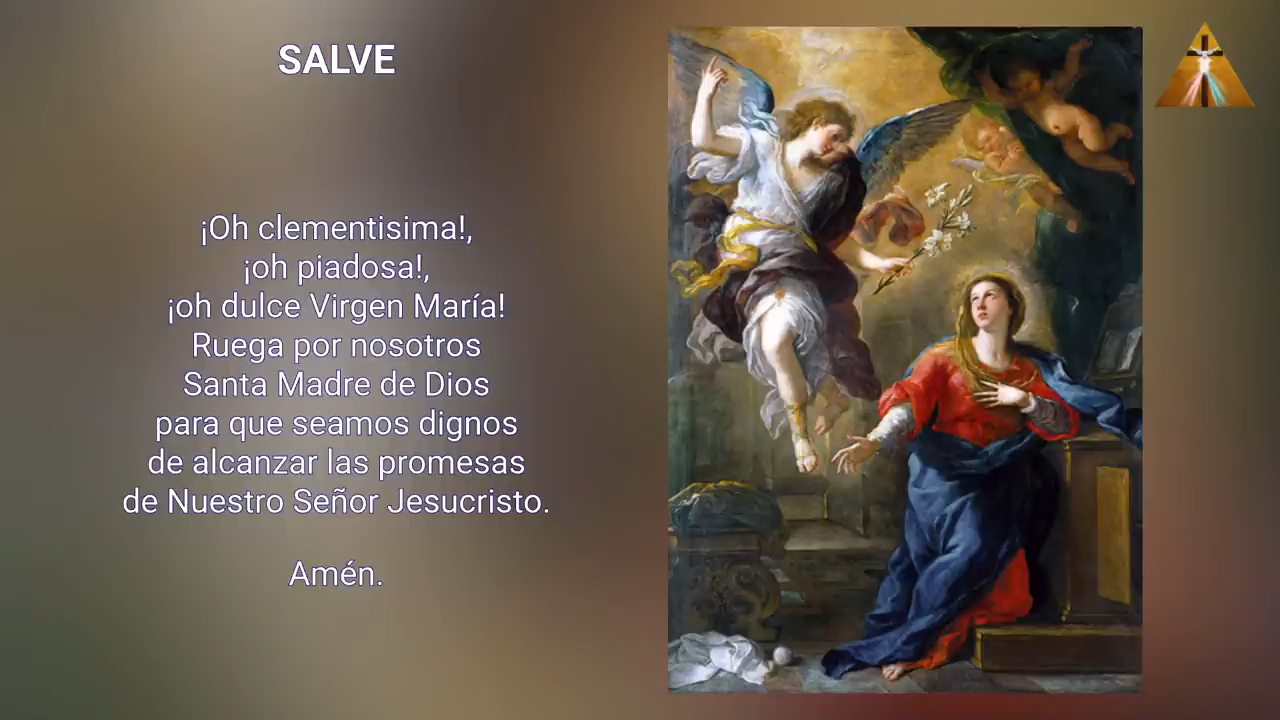 SALVE
¡Oh clementisima!,
¡oh piadosa!,
¡oh dulce Virgen María!
Ruega por nosotros
Santa Madre de Dios
para que seamos dignos
de alcanzar las promesas
de Nuestro Señor Jesucristo.
Amén.